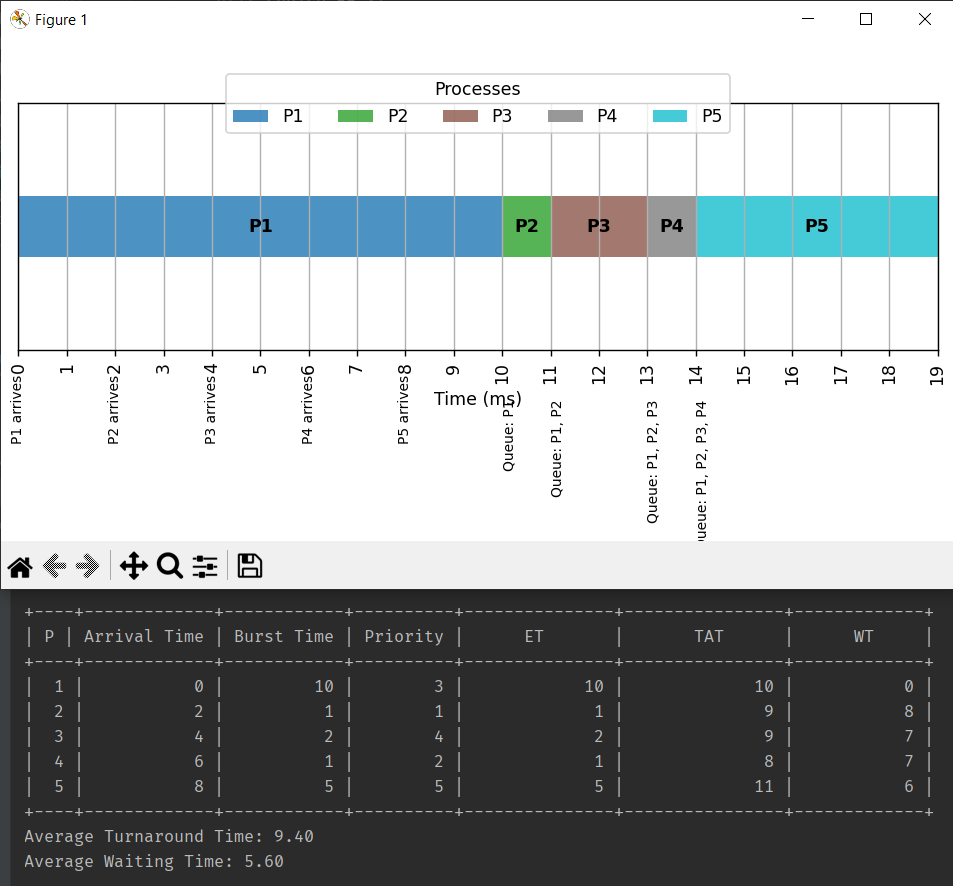 Figure 1
Processes
P1 P2 P3 P4 P5
P1 P2 P3 P4 P5
0 1 2 3 4 5 6 7 8 9 10 11 12 13 14 15 16 17 18 19
Time (ms)
P1 arrives
P2 arrives
P3 arrives
P4 arrives
P5 arrives
Queue: P1
Queue: P1, P2
Queue: P1, P2, P3
P1, P2, P3, P4
+----+--------------+------------+----------+---------------+----------------+-------------+
| P | Arrival Time | Burst Time | Priority | ET | TAT | WT |
+----+--------------+------------+----------+---------------+----------------+-------------+
| 1 | 0 | 10 | 3 | 10 | 10 | 0 |
| 2 | 2 | 1 | 1 | 1 | 9 | 8 |
| 3 | 4 | 2 | 4 | 2 | 9 | 7 |
| 4 | 6 | 1 | 2 | 1 | 8 | 7 |
| 5 | 8 | 5 | 5 | 5 | 11 | 6 |
+----+--------------+------------+----------+---------------+----------------+-------------+
Average Turnaround Time: 9.40
Average Waiting Time: 5.60